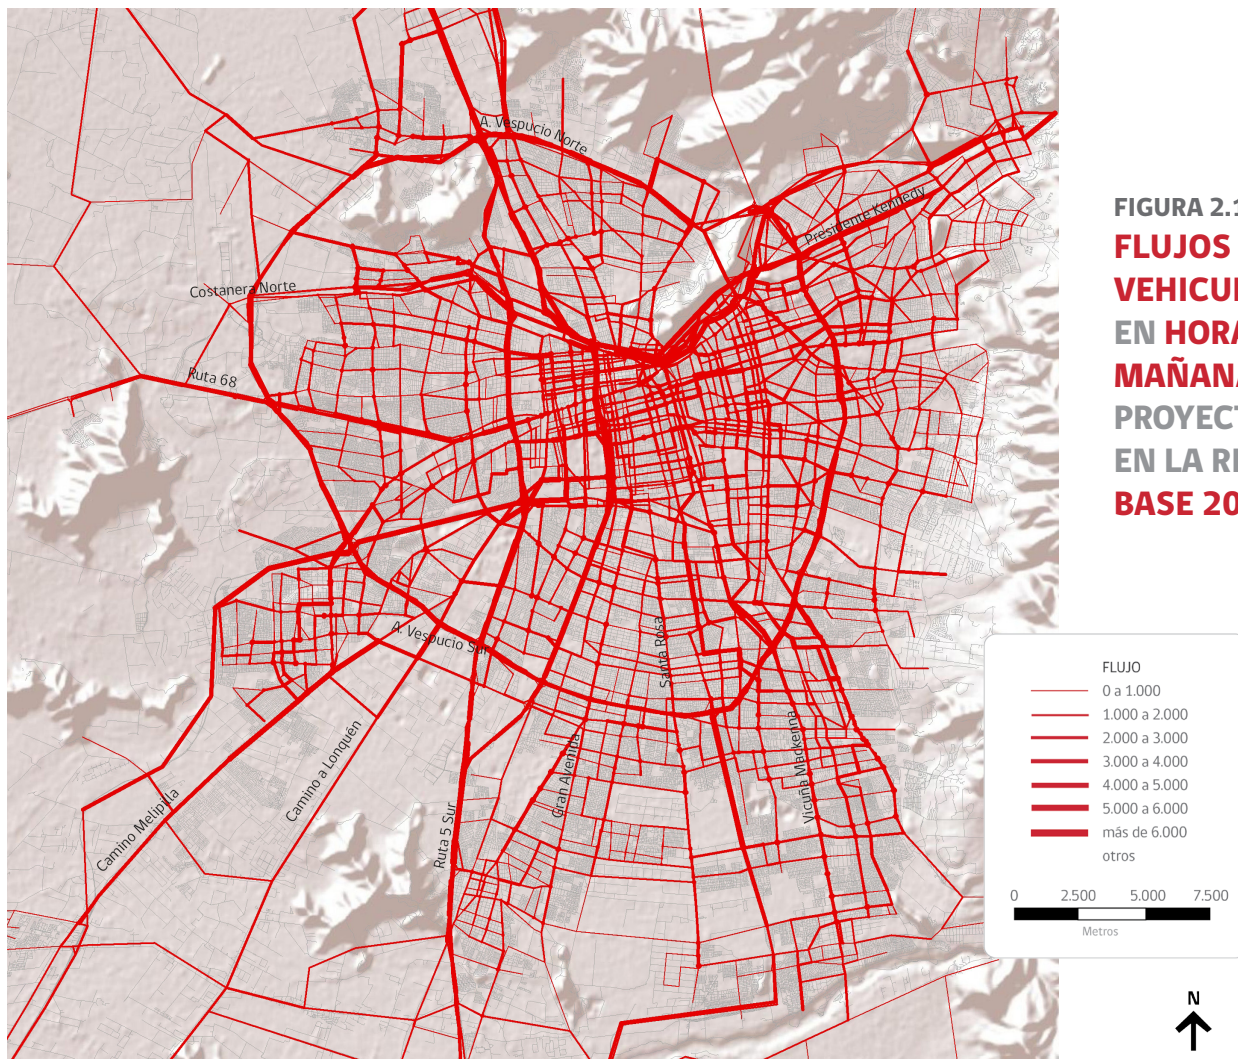 A. Vespucio Norte
Presidente Kennedy
Costanera Norte
Ruta 68
A. Vespucio Sur
Santa Rosa
Camino a Lonquén
Gran Avenida
Vicuña Mackenna
Camino Melipilla
Ruta 5 Sur
FIGURA 2.1
FLUJOS
VEHICU
EN HORA
MAÑANA
PROYECT
EN LA RE
BASE 20
FLUJO
0 a 1.000
1.000 a 2.000
2.000 a 3.000
3.000 a 4.000
4.000 a 5.000
5.000 a 6.000
más de 6.000
otros
0 2.500 5.000 7.500
Metros
N